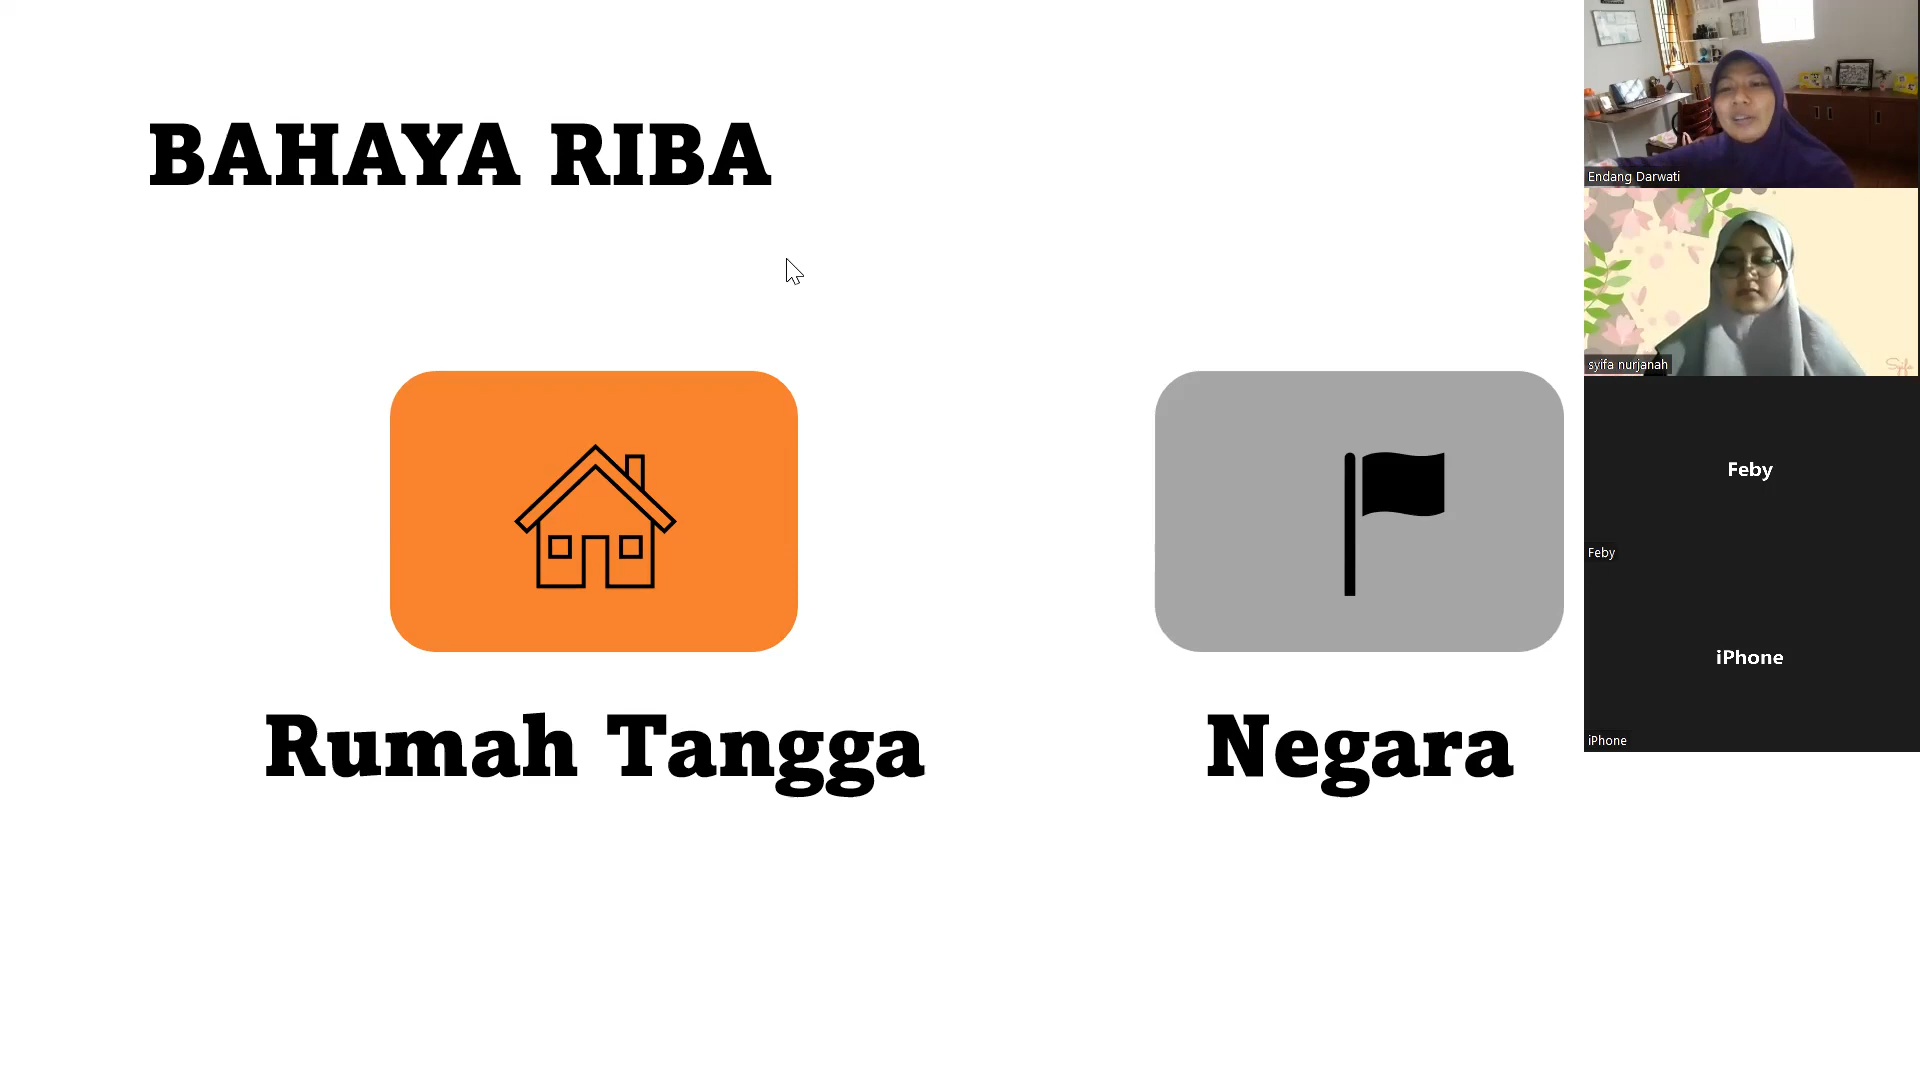 BAHAYA RIBA
Rumah Tangga
Negara
Endang Darwati
syifa nurjanah
Feby
Feby
iPhone
iPhone